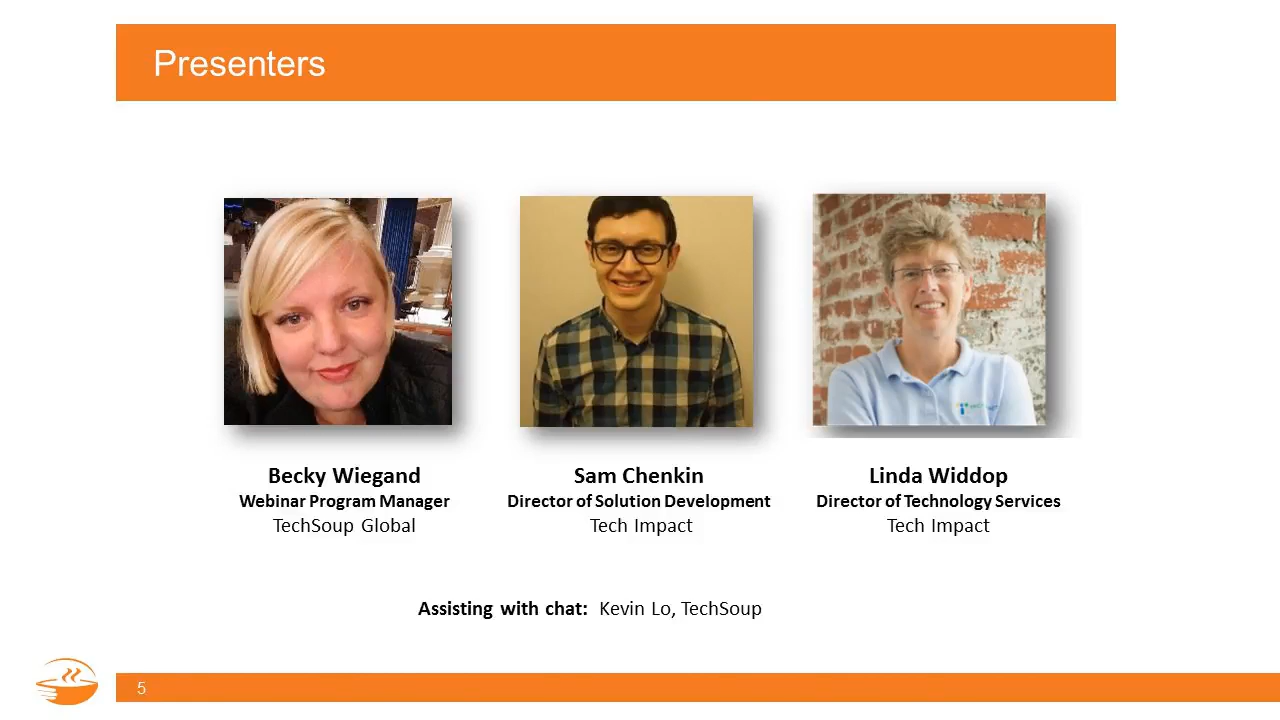 Presenters
Becky Wiegand
Webinar Program Manager
TechSoup Global
Sam Chenkin
Director of Solution Development
Tech Impact
Linda Widdop
Director of Technology Services
Tech Impact
Assisting with chat: Kevin Lo, TechSoup
5